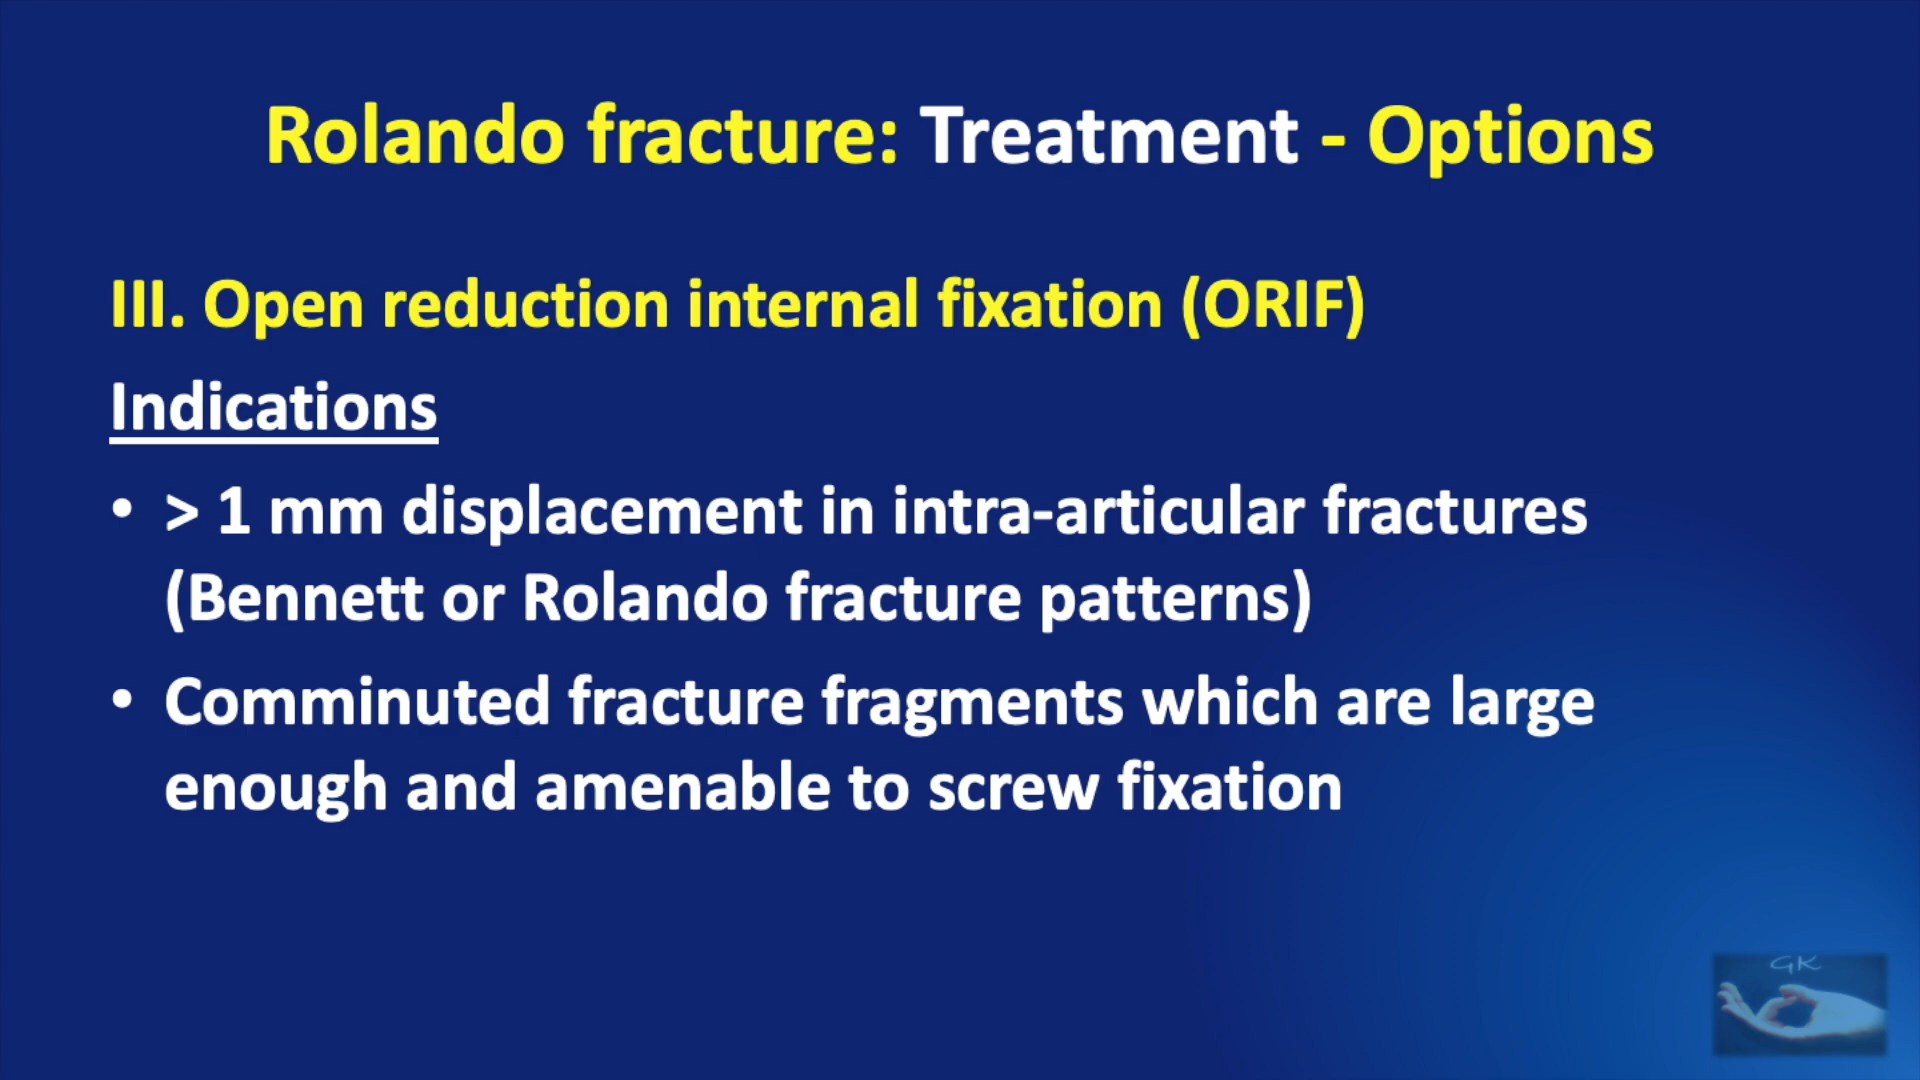 Rolando fracture: Treatment - Options
III. Open reduction internal fixation (ORIF)
Indications
• > 1 mm displacement in intra-articular fractures
(Bennett or Rolando fracture patterns)
• Comminuted fracture fragments which are large
enough and amenable to screw fixation
GK